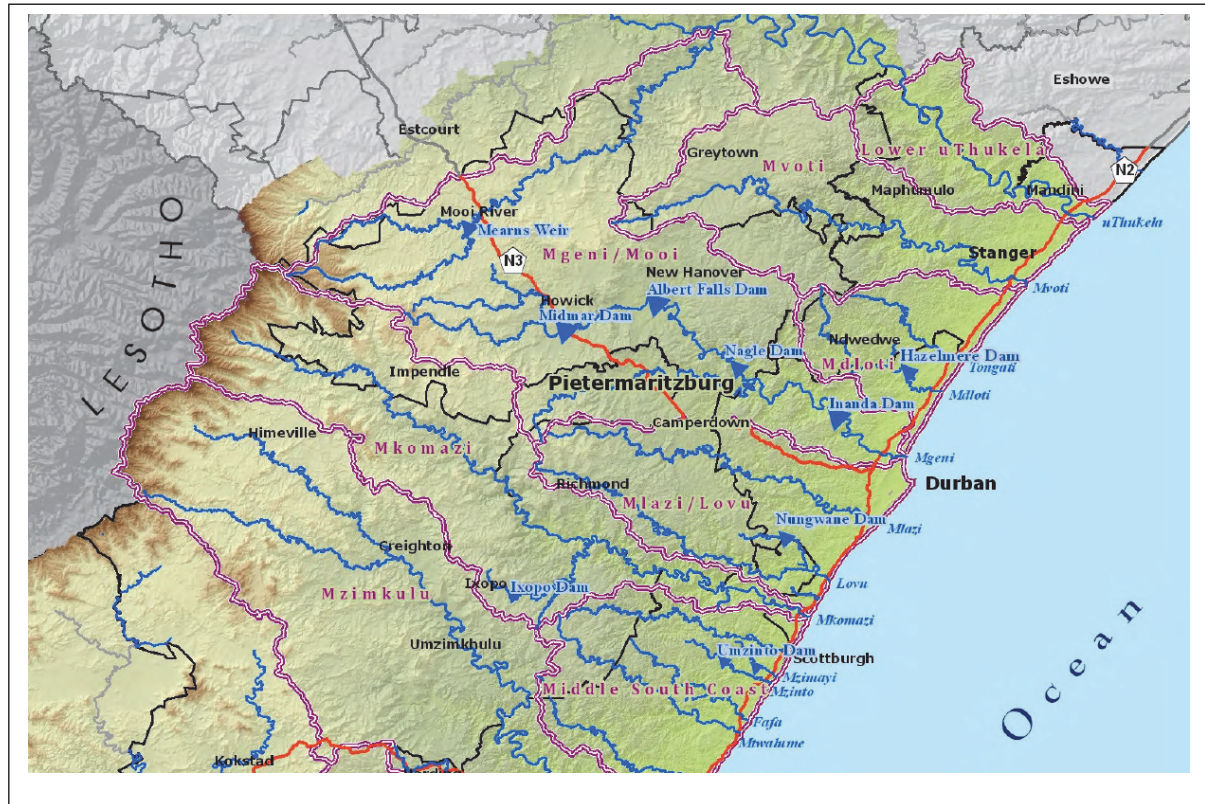 Eshowe
Estcourt
Greytown
Lower uThukela
Mvoti
N2
Maphumulo
Mandini
LESOTHO
Mooi River
Mearns Weir
uThukela
N3
Mgeni/Mooi
Stanger
New Hanover
Albert Falls Dam
Mvoti
Howick
Midmar Dam
Ndwedwe
Nagle Dam
Hazelmere Dam
Mdloti
Tongati
Impendle
Pietermaritzburg
Mdloti
Inanda Dam
Camperdown
Himeville
Mkomazi
Mgeni
Richmond
Durban
Mlazi/Lovu
Nungwane Dam
Mlazi
Creighton
Ixopo
Ixopo Dam
Lovu
Mzimkulu
Mkomazi
Ocean
Umzimkhulu
Umzinto Dam
Scottburgh
Mzimayi
Middle South Coast
Mzinto
Fafa
Mtwalume
Kokstad